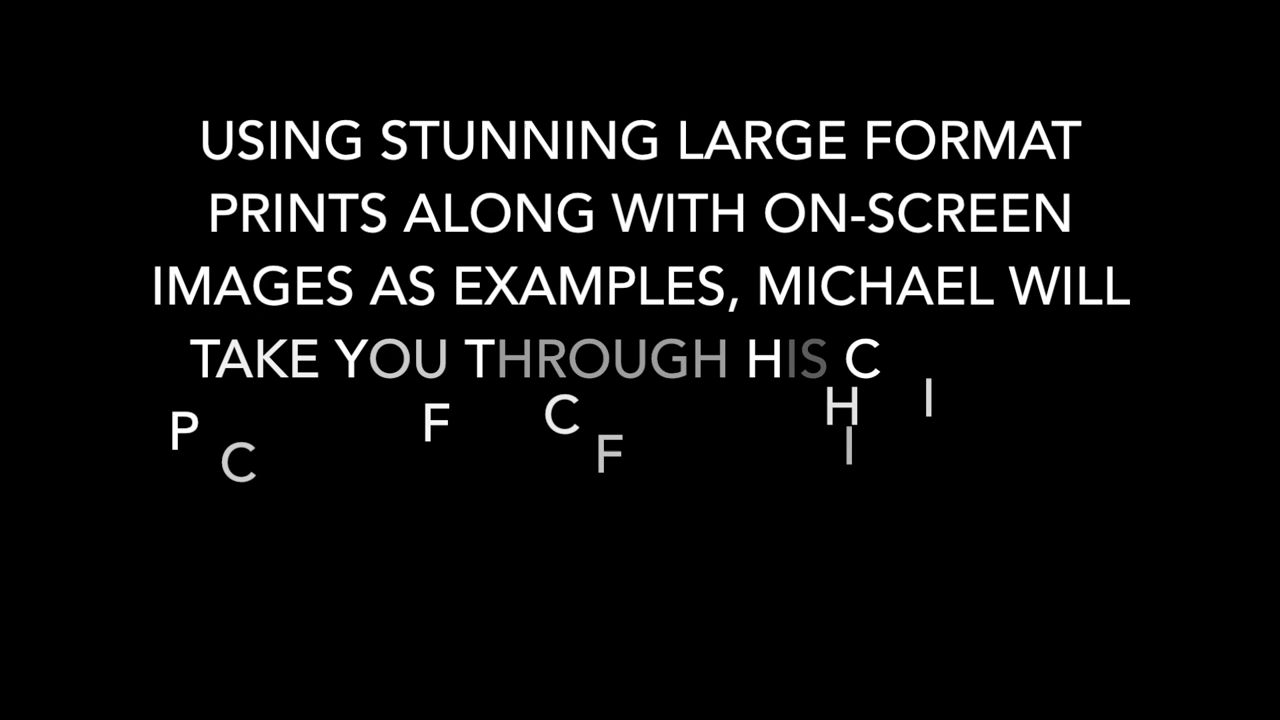 USING STUNNING LARGE FORMAT
PRINTS ALONG WITH ON-SCREEN
IMAGES AS EXAMPLES, MICHAEL WILL
TAKE YOU THROUGH HIS C
H I
P F C
C F I